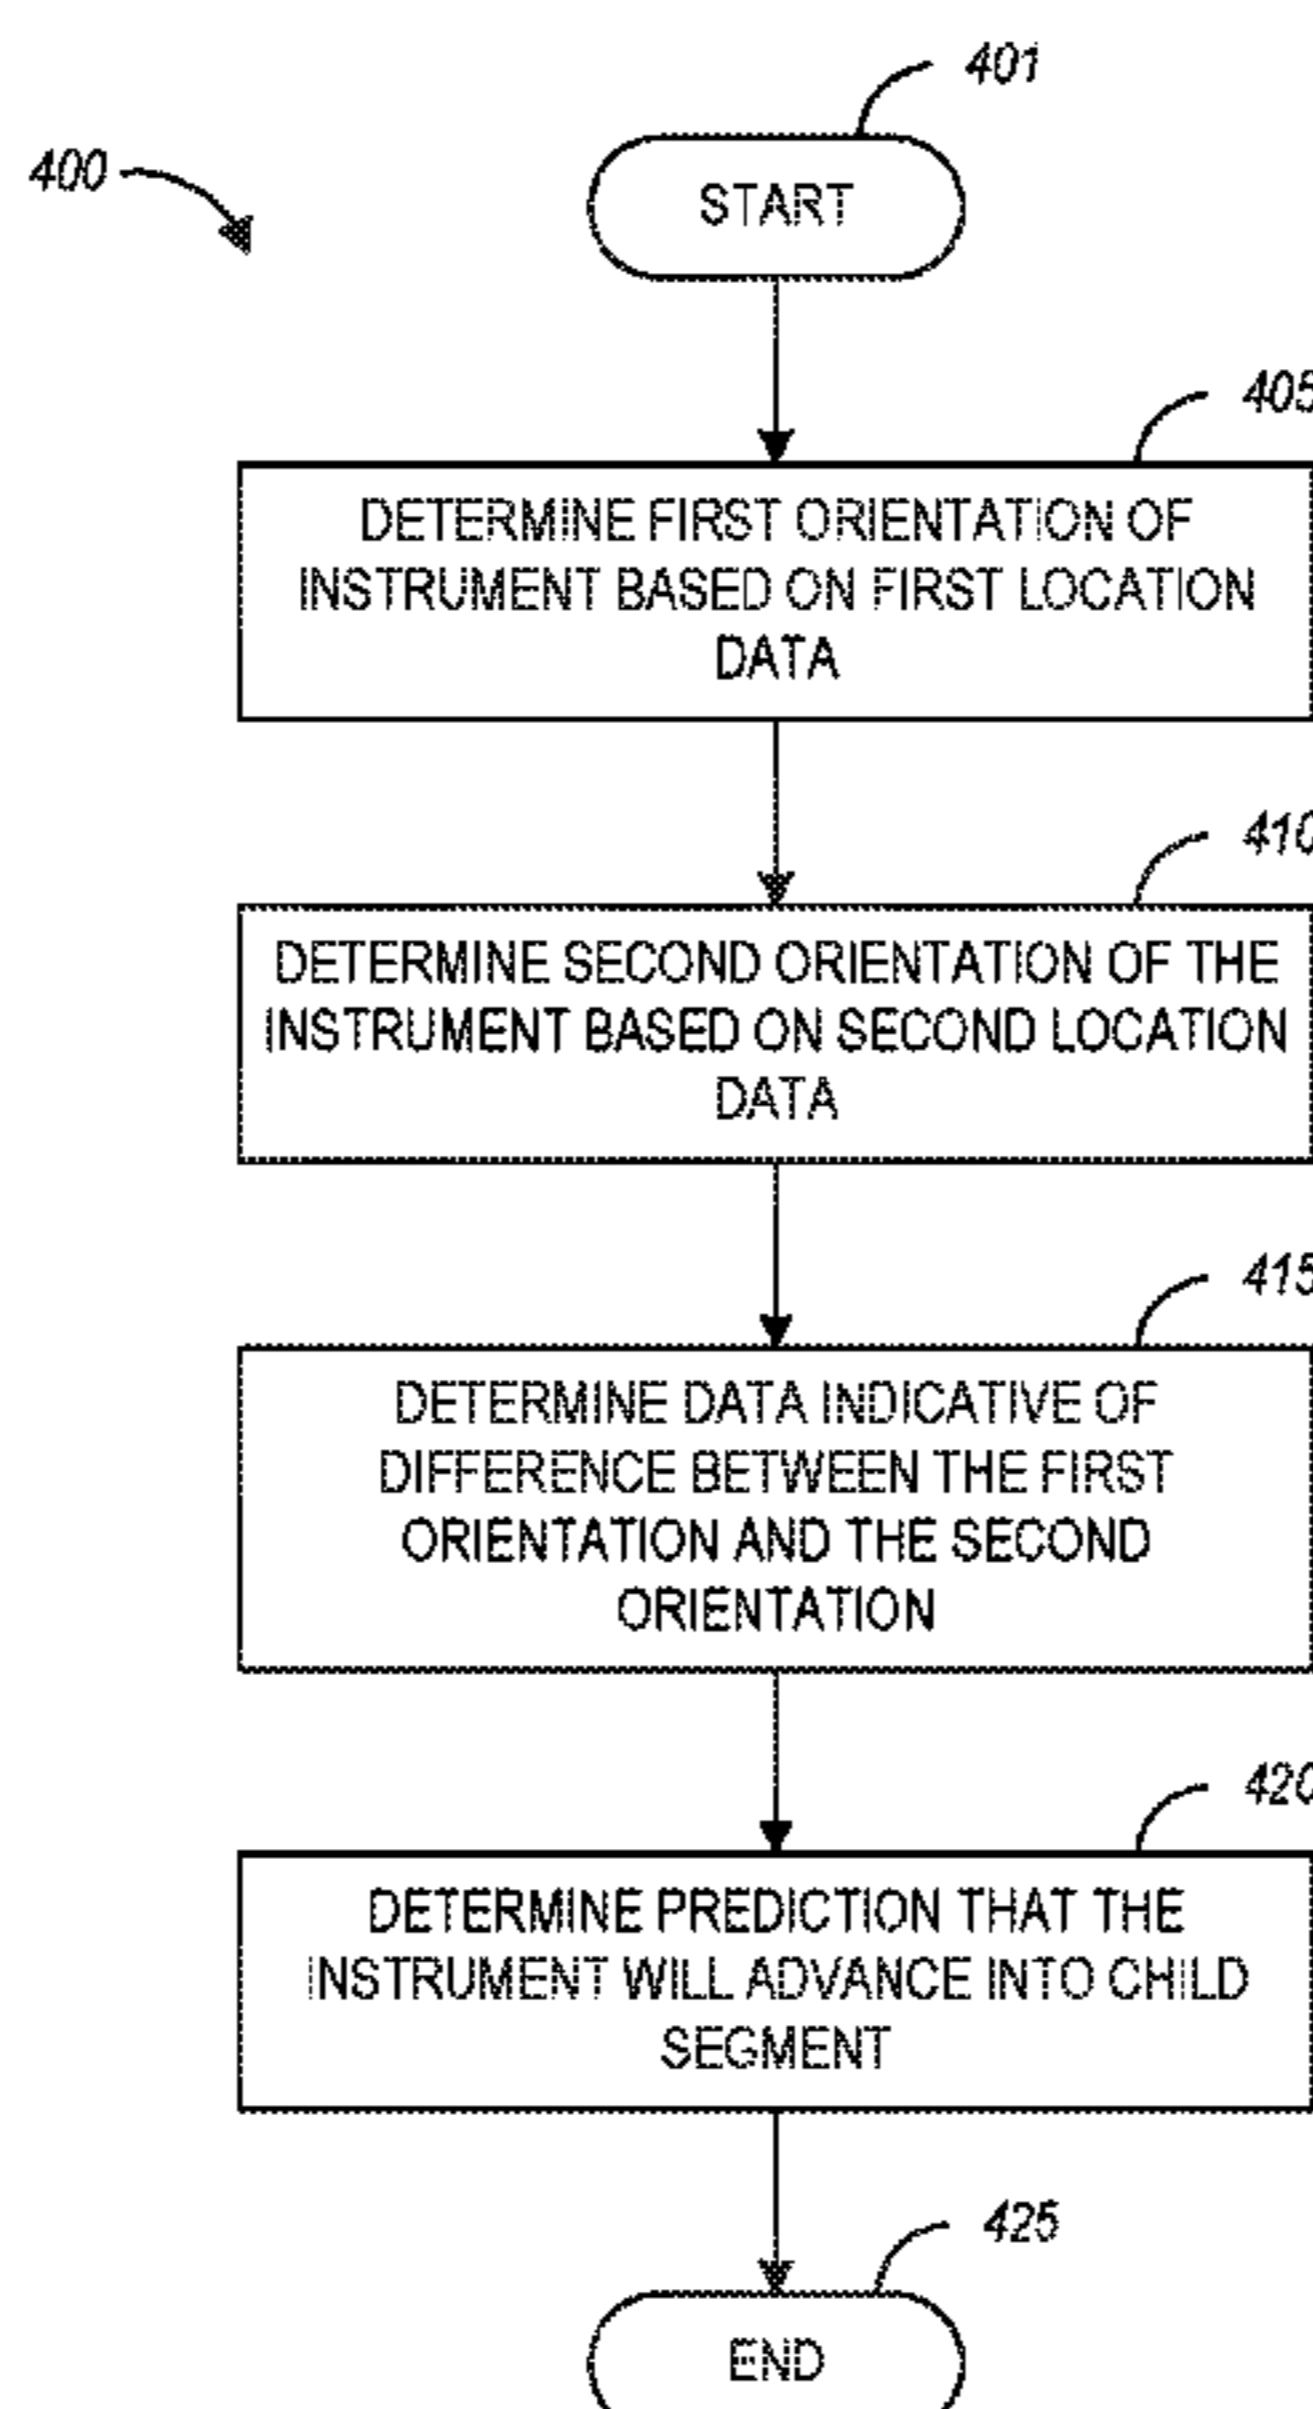 401
400
START
405
DETERMINE FIRST ORIENTATION OF
INSTRUMENT BASED ON FIRST LOCATION
DATA
410
DETERMINE SECOND ORIENTATION OF THE
INSTRUMENT BASED ON SECOND LOCATION
DATA
415
DETERMINE DATA INDICATIVE OF
DIFFERENCE BETWEEN THE FIRST
ORIENTATION AND THE SECOND
ORIENTATION
420
DETERMINE PREDICTION THAT THE
INSTRUMENT WILL ADVANCE INTO CHILD
SEGMENT
425
END